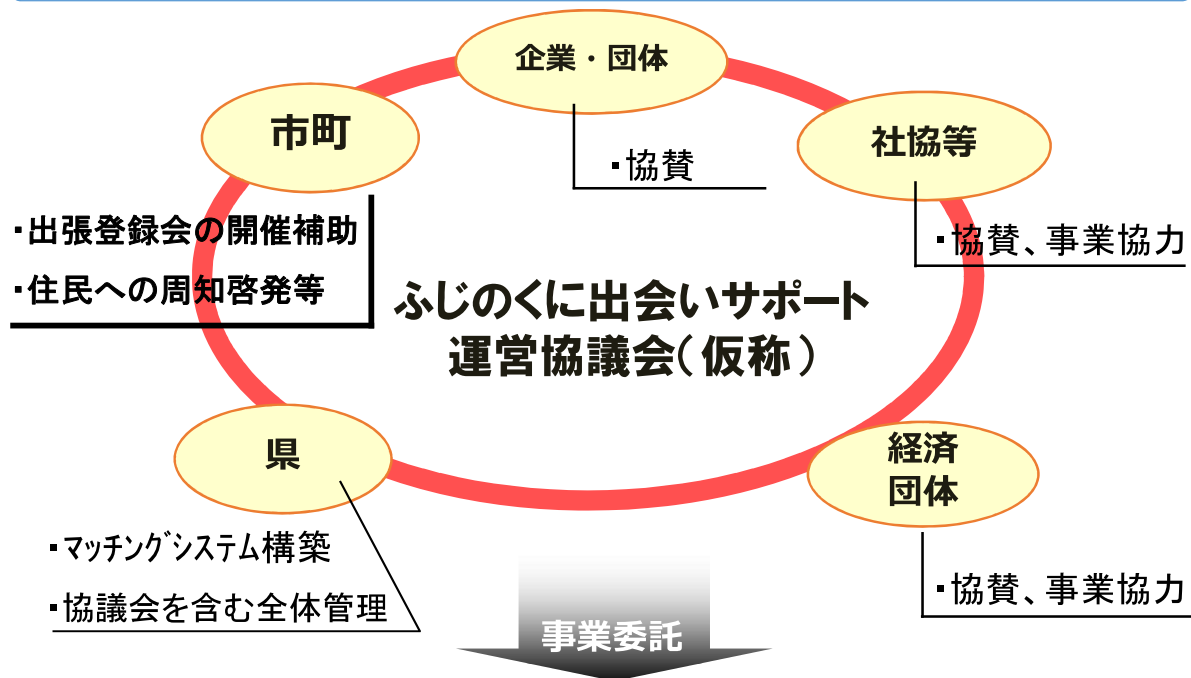 企業・団体
市町
社協等
・協賛
・出張登録会の開催補助
・協賛、事業協力
・住民への周知啓発等
ふじのくに出会いサポート
運営協議会（仮称）
県
経済
団体
・マッチングシステム構築
・協賛、事業協力
・協議会を含む全体管理
事業委託